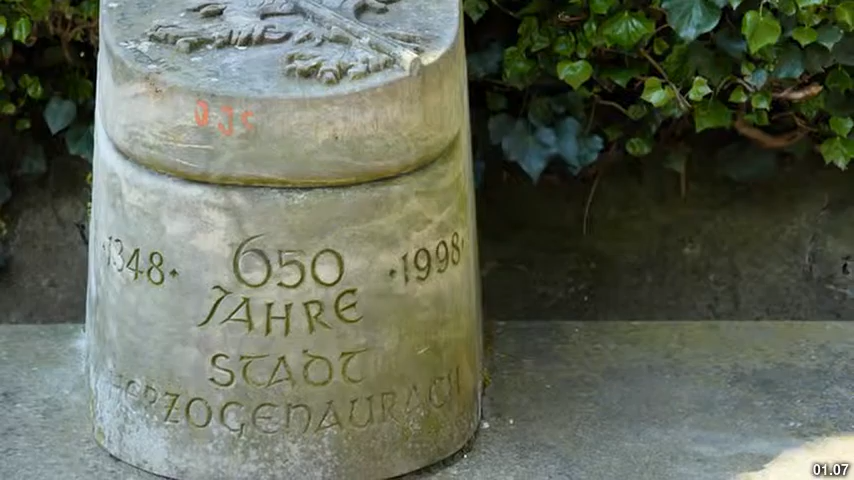 ·1348· 650 ·1998·
JAHRE
STADT
HERZOGENAURACH
01.07